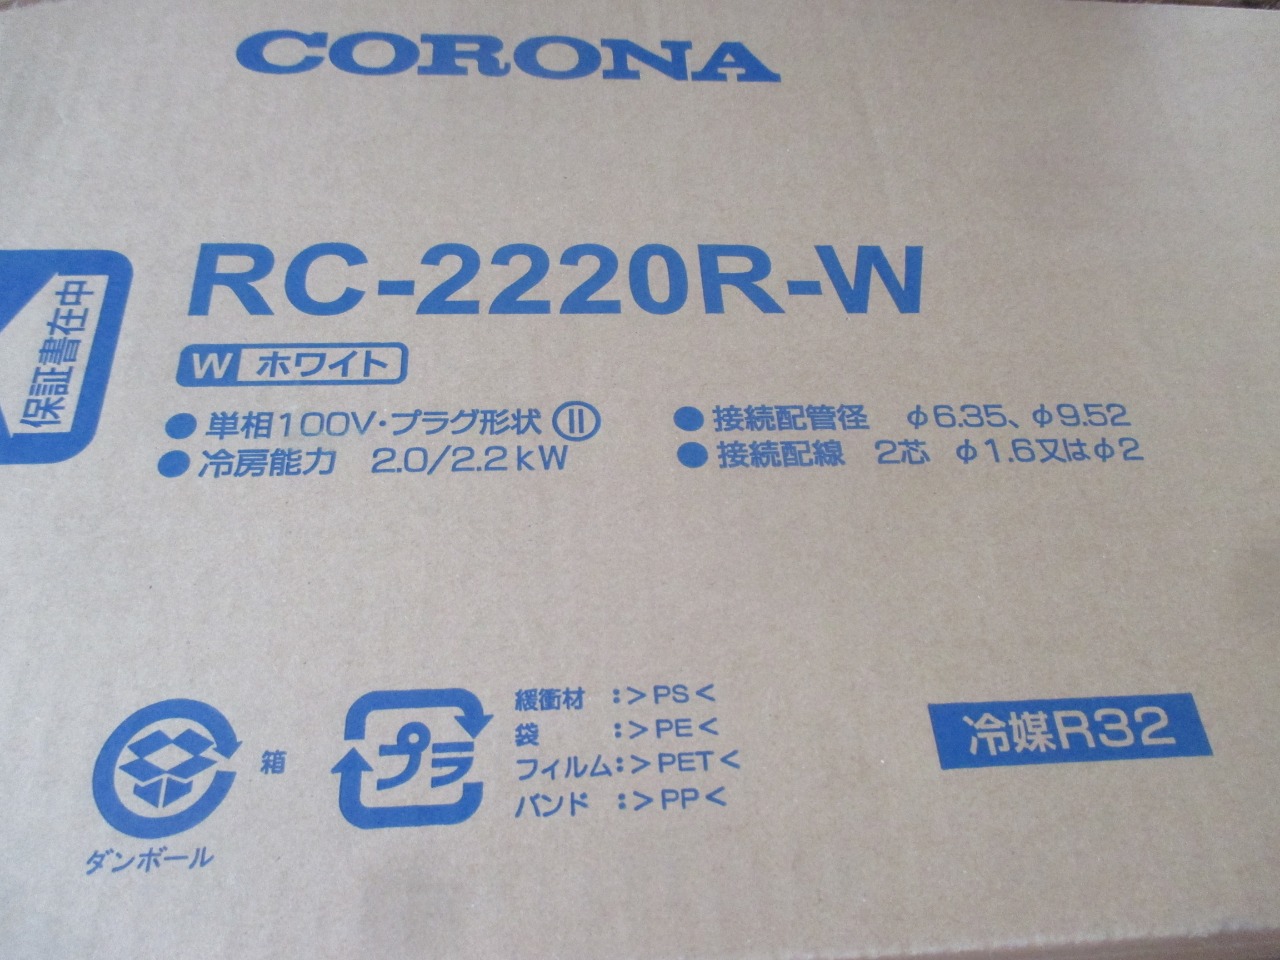 CORONA
RC-2220R-W
保証書在中
W ホワイト
●単相100V・プラグ形状 Ⅱ
●冷房能力 2.0/2.2kW
●接続配管径 φ6.35、φ9.52
●接続配線 2芯 φ1.6又はφ2
箱
ダンボール
プラ
緩衝材 :>PS<
袋 :>PE<
フィルム:>PET<
バンド :>PP<
冷媒R32